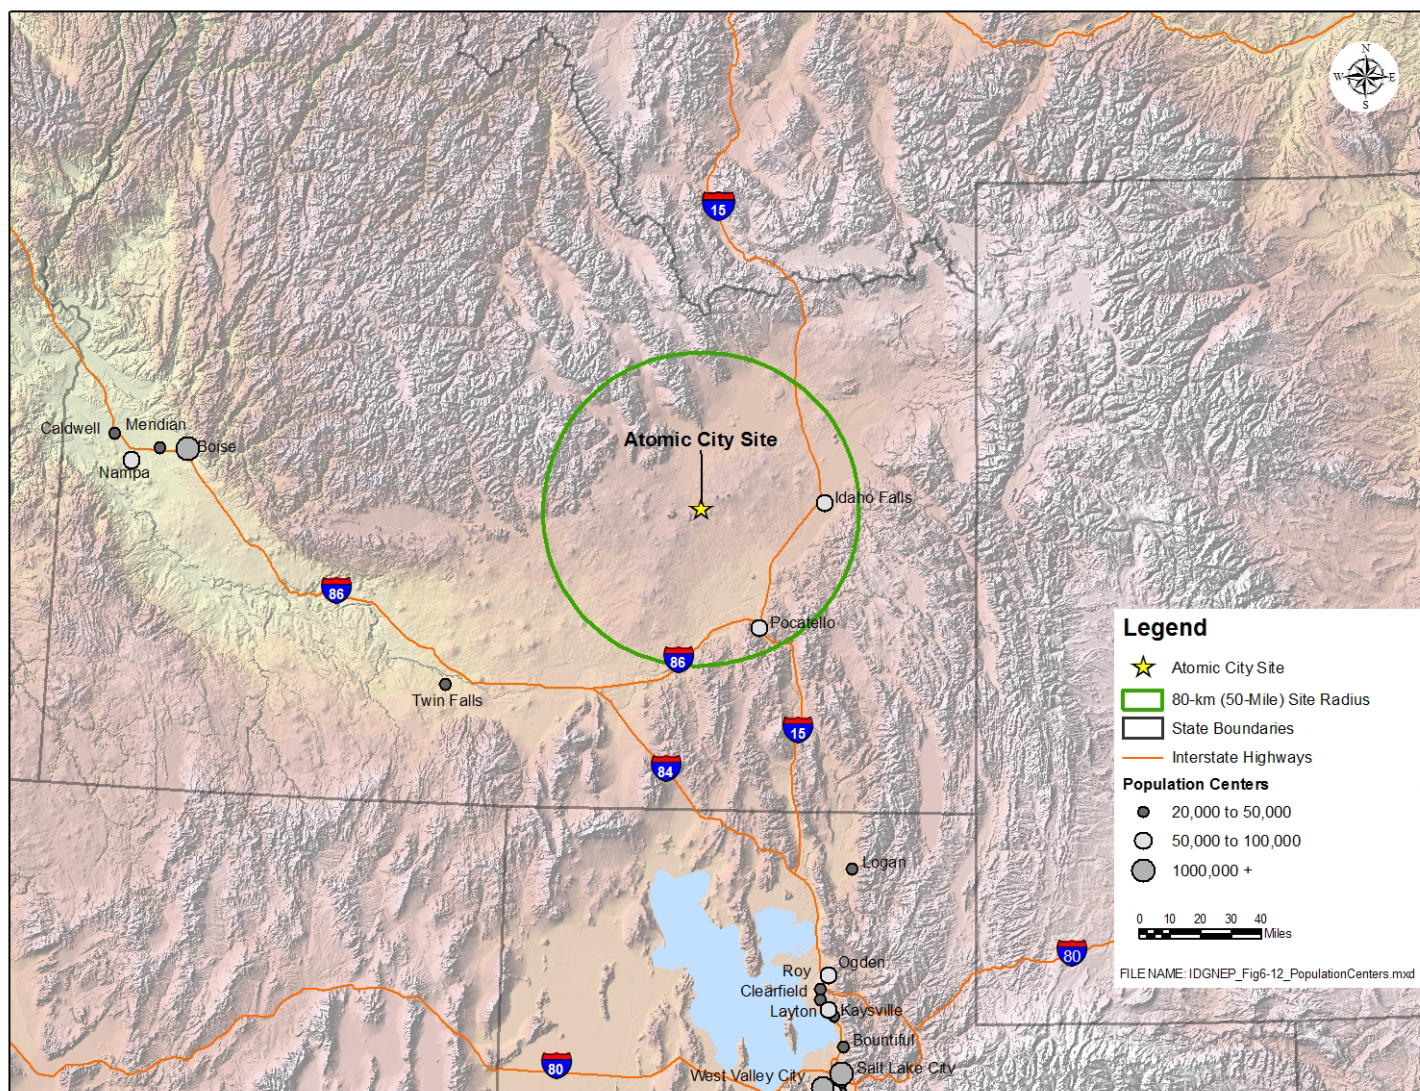 N
W E
S
15
Caldwell
Meridian
Boise
Nampa
Atomic City Site
Idaho Falls
86
Pocatello
86
Twin Falls
15
84
Logan
Ogden
Roy
Clearfield
Layton
Kaysville
Bountiful
Salt Lake City
West Valley City
80
80
Legend
Atomic City Site
80-km (50-Mile) Site Radius
State Boundaries
Interstate Highways
Population Centers
20,000 to 50,000
50,000 to 100,000
1000,000 +
0 10 20 30 40
Miles
FILE NAME: IDGNEP_Fig6-12_PopulationCenters.mxd